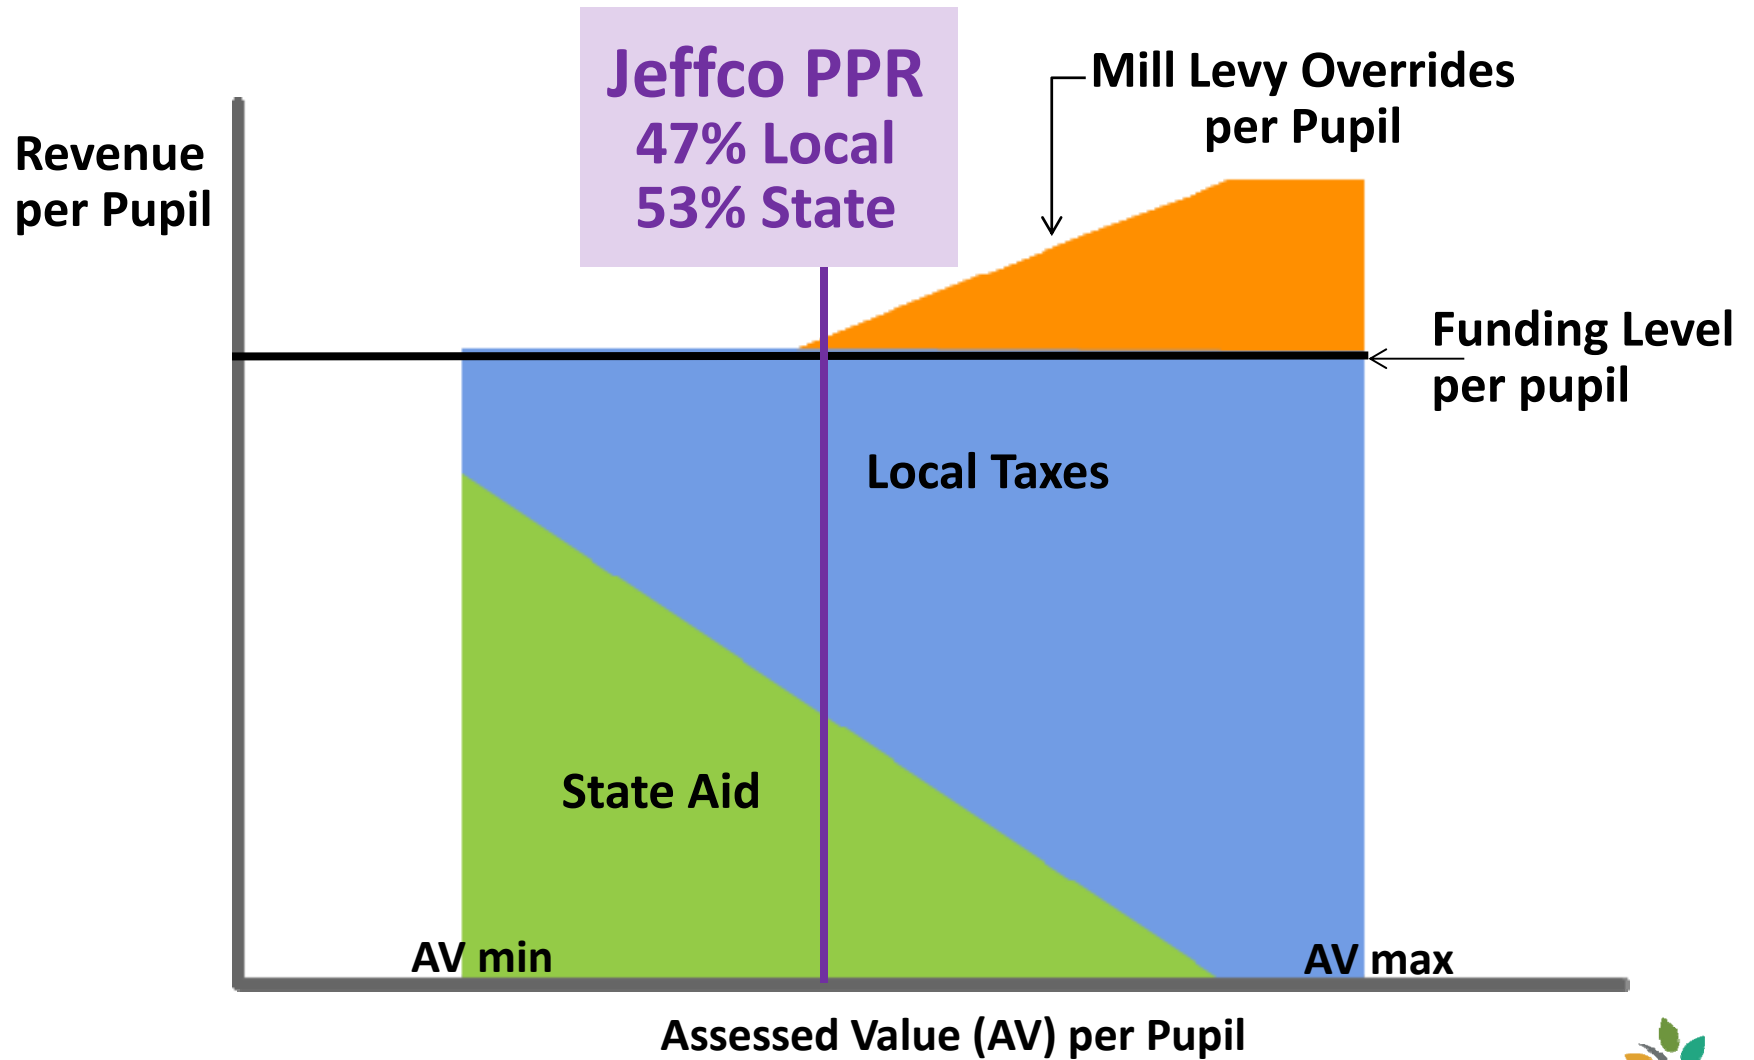 Jeffco PPR
47% Local
53% State
Mill Levy Overrides
per Pupil
Revenue
per Pupil
Funding Level
per pupil
Local Taxes
State Aid
AV min
AV max
Assessed Value (AV) per Pupil